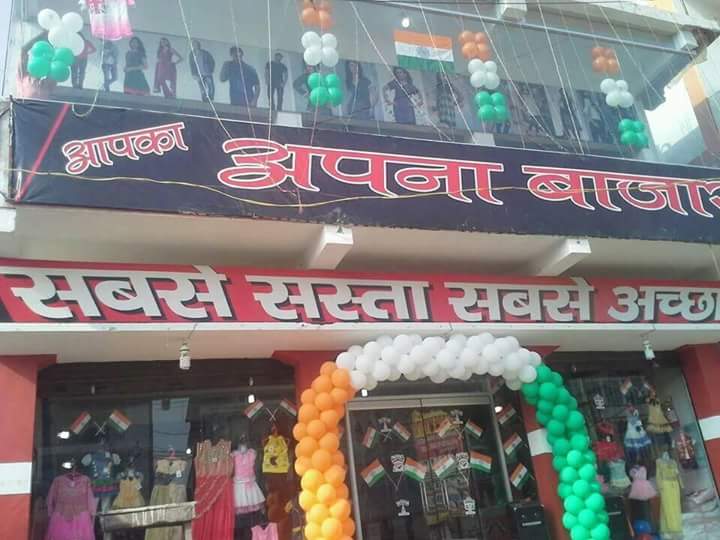 आपका
अपना बाजार
सबसे सस्ता सबसे अच्छा